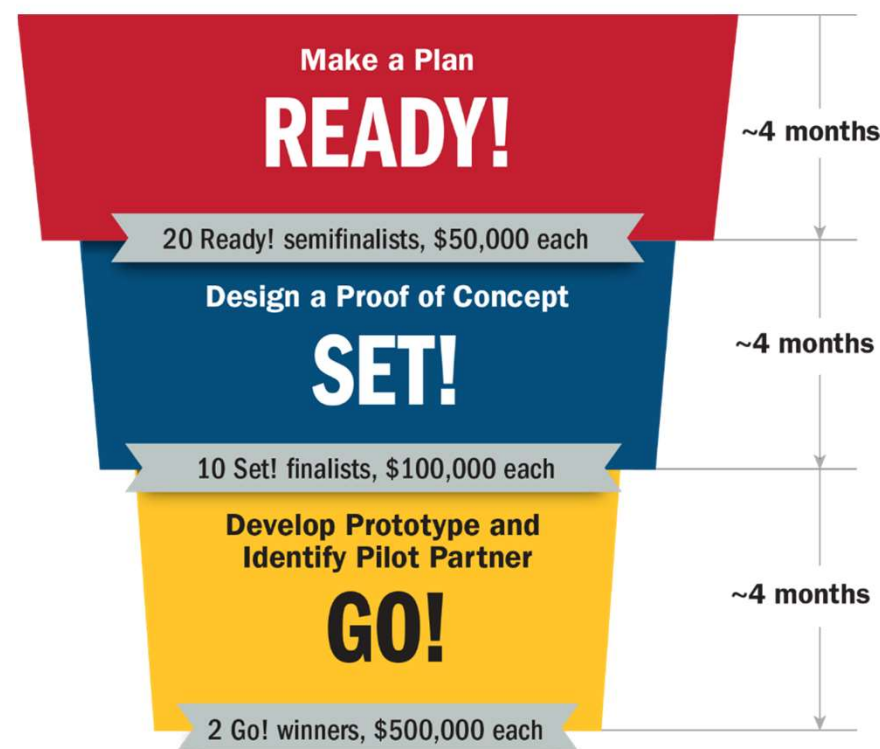 Make a Plan
READY!
~4 months
20 Ready! semifinalists, $50,000 each
Design a Proof of Concept
SET!
~4 months
10 Set! finalists, $100,000 each
Develop Prototype and
Identify Pilot Partner
GO!
~4 months
2 Go! winners, $500,000 each